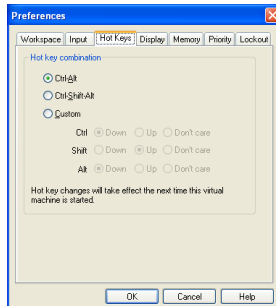 Preferences
Workspace Input Hot Keys Display Memory Priority Lockout
Hot key combination
Ctrl-Alt
Ctrl-Shift-Alt
Custom
Ctrl Down Up Don't care
Shift Down Up Don't care
Alt Down Up Don't care
Hot key changes will take effect the next time this virtual
machine is started.
OK Cancel Help